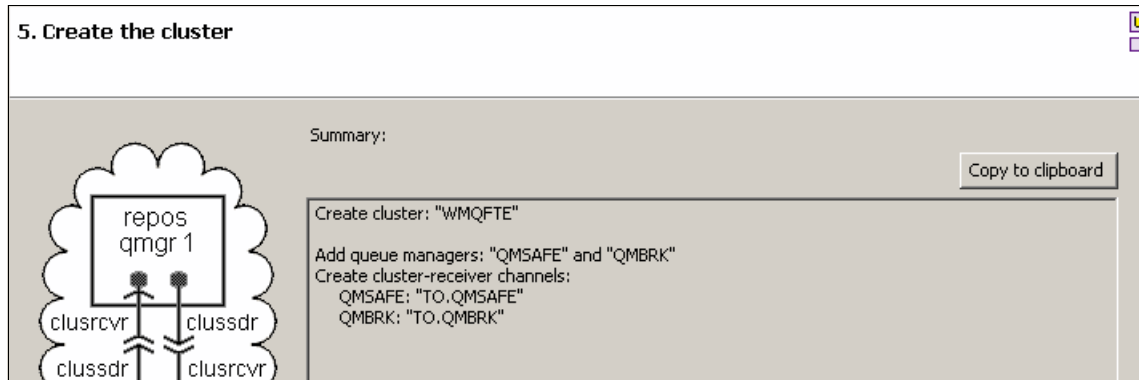 5. Create the cluster
Summary:
Copy to clipboard
repos
qmgr 1
clusrcvr
clussdr
clussdr
clusrcvr
Create cluster: "WMQFTE"
Add queue managers: "QMSAFE" and "QMBRK"
Create cluster-receiver channels:
QMSAFE: "TO.QMSAFE"
QMBRK: "TO.QMBRK"